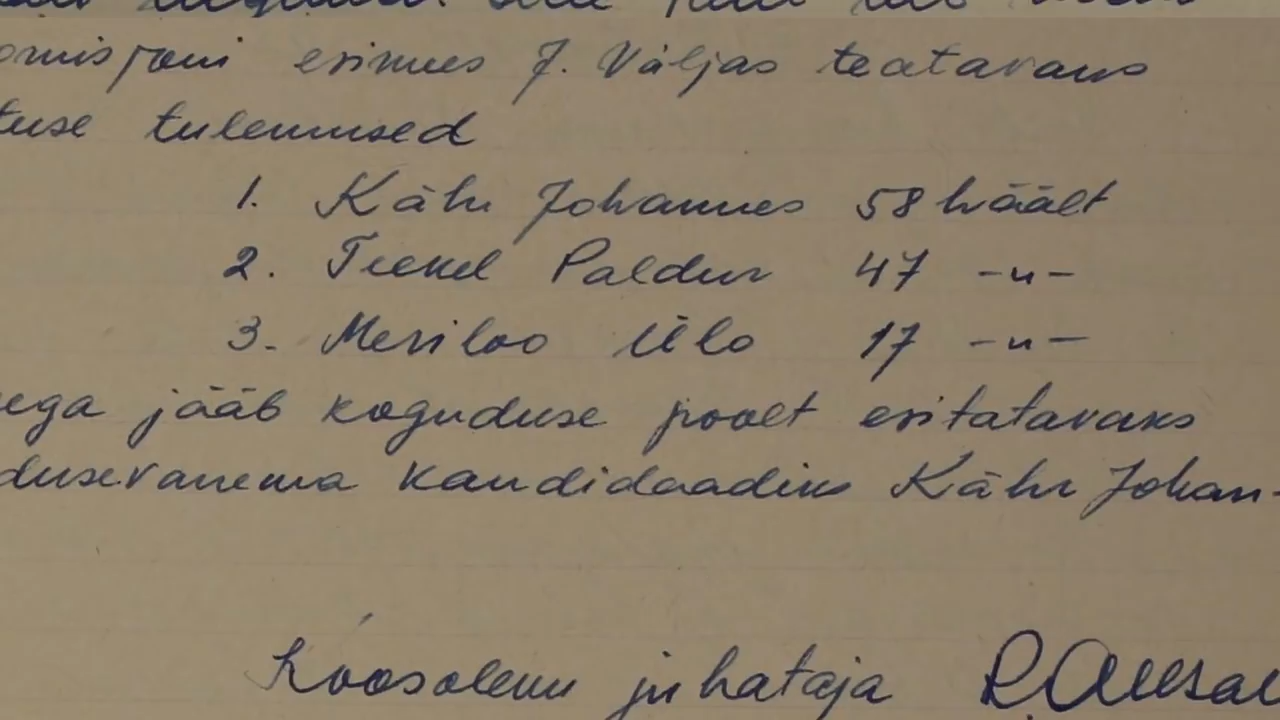 omisjoni esimees J. Väljas teatavaks
tuse tulemused
1. Kähr Johannes 58 häält
2. Teekel Paldur 47 -"-
3. Meriloo Ülo 17 -"-
ega jääb koguduse poolt esitatavaks
dusevanema kandidaadiks Kähr Johan-
Koosoleku juhataja